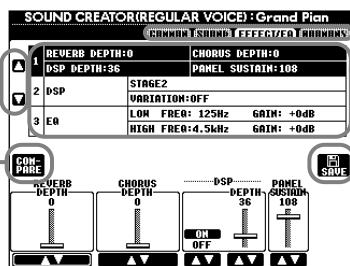 SOUND CREATOR(REGULAR VOICE):Grand Pian
COMMON SOUND EFFECT/EQ HARMONY
1 REVERB DEPTH:0 CHORUS DEPTH:0
DSP DEPTH:36 PANEL SUSTAIN:108
2 DSP STAGE2
VARIATION:OFF
3 EQ LOW FREQ: 125Hz GAIN: +0dB
HIGH FREQ:4.5kHz GAIN: +0dB
COM-
PARE
SAVE
REVERB CHORUS DSP PANEL
DEPTH DEPTH DEPTH SUSTAIN
0 0 36 108
ON
OFF